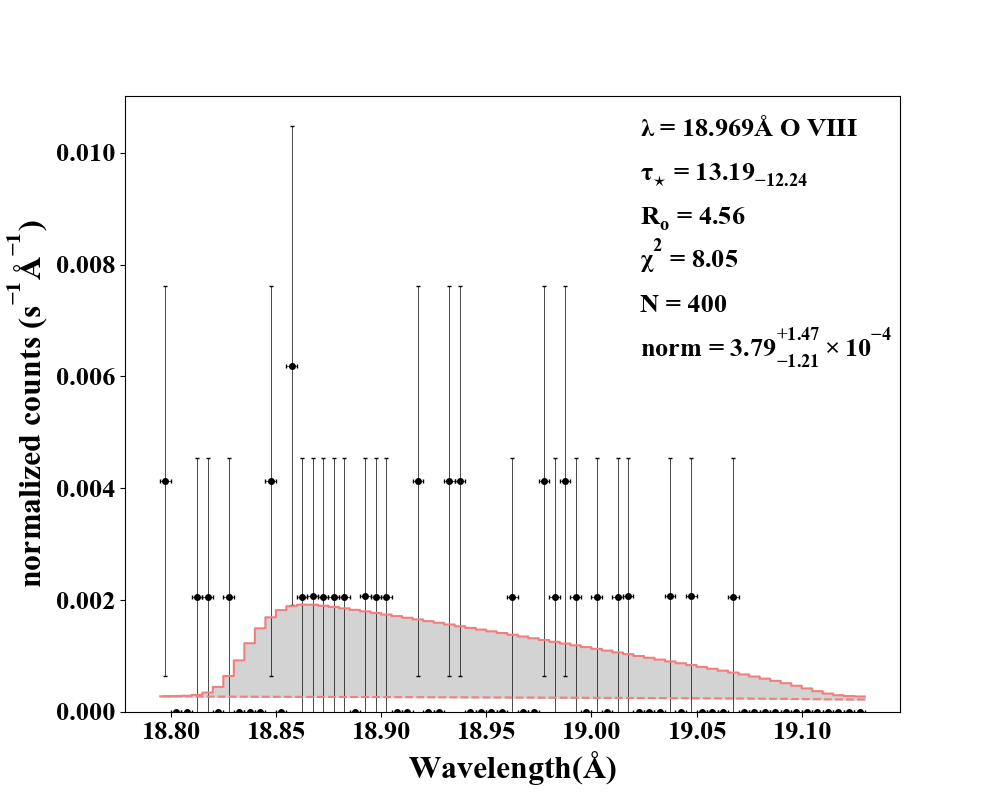 λ = 18.969Å O VIII
τ⋆ = 13.19−12.24
Ro = 4.56
χ2 = 8.05
N = 400
norm = 3.79+1.47−1.21 × 10−4
normalized counts (s−1 Å−1)
0.010
0.008
0.006
0.004
0.002
0.000
18.80 18.85 18.90 18.95 19.00 19.05 19.10
Wavelength(Å)